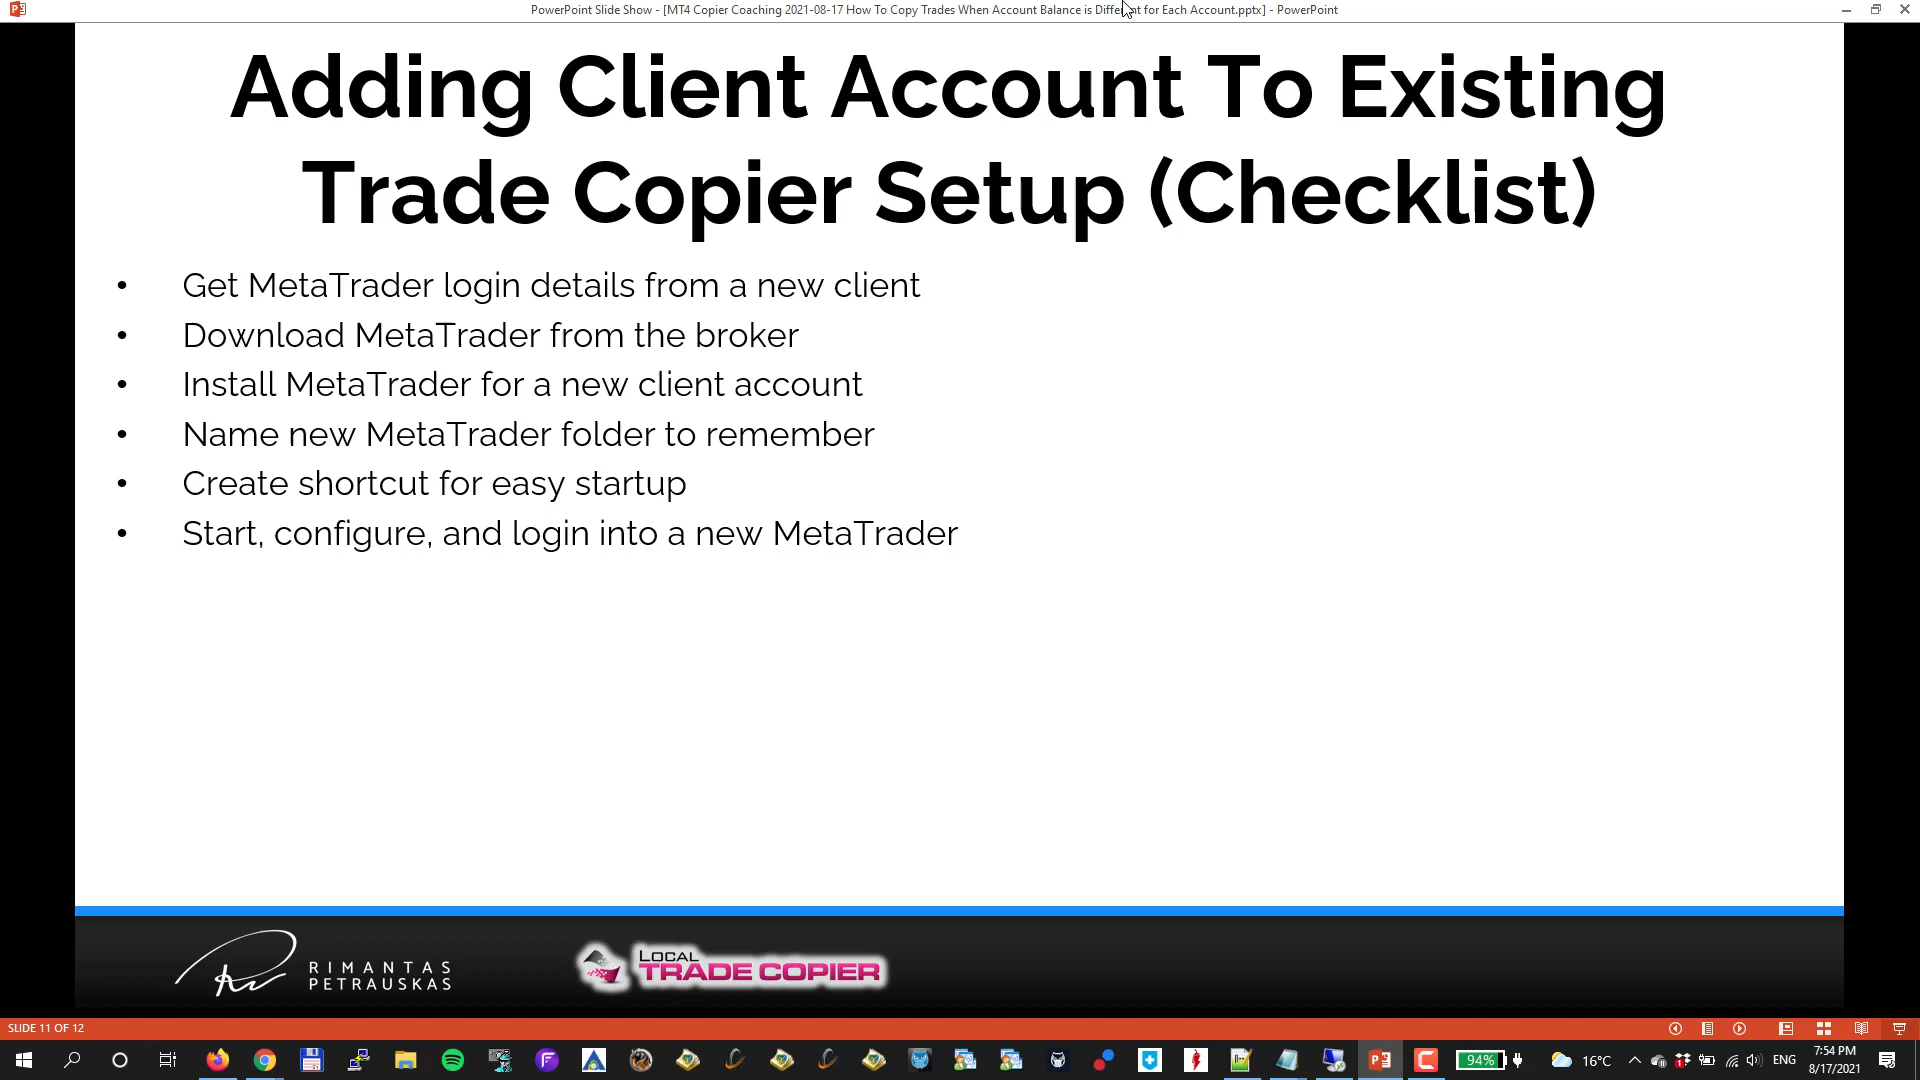 PowerPoint Slide Show - [MT4 Copier Coaching 2021-08-17 How To Copy Trades When Account Balance is Different for Each Account.pptx] - PowerPoint
Adding Client Account To Existing
Trade Copier Setup (Checklist)
• Get MetaTrader login details from a new client
• Download MetaTrader from the broker
• Install MetaTrader for a new client account
• Name new MetaTrader folder to remember
• Create shortcut for easy startup
• Start, configure, and login into a new MetaTrader
RIMANTAS
PETRAUSKAS
LOCAL
TRADE COPIER
SLIDE 11 OF 12
94%
16°C
ENG
7:54 PM
8/17/2021